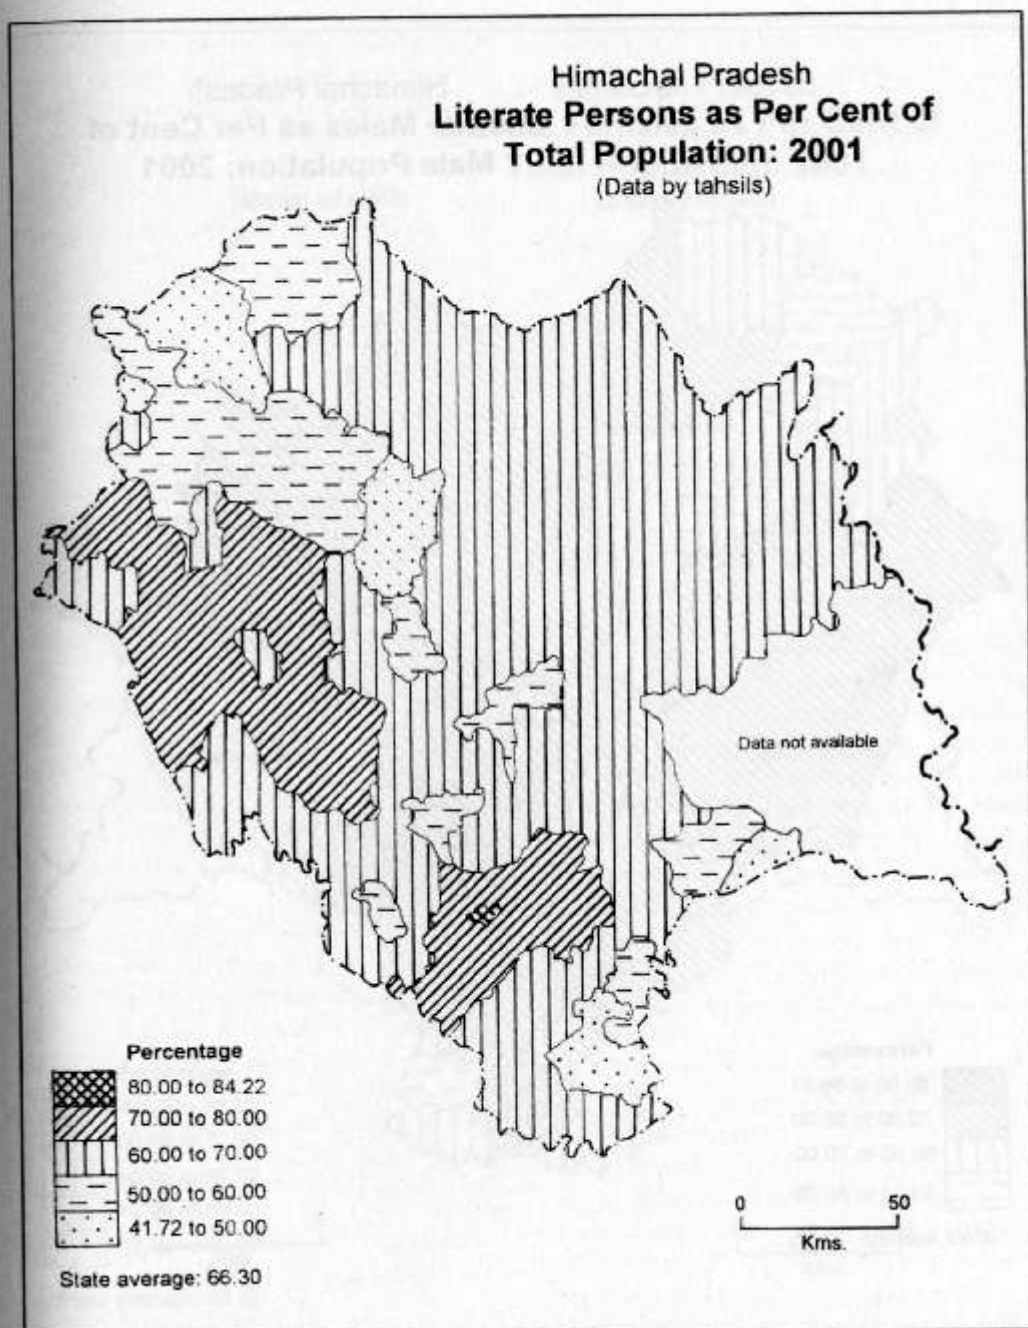 Himachal Pradesh
Literate Persons as Per Cent of
Total Population: 2001
(Data by tahsils)
Data not available
Percentage
80.00 to 84.22
70.00 to 80.00
60.00 to 70.00
50.00 to 60.00
41.72 to 50.00
State average: 66.30
0 50
Kms.